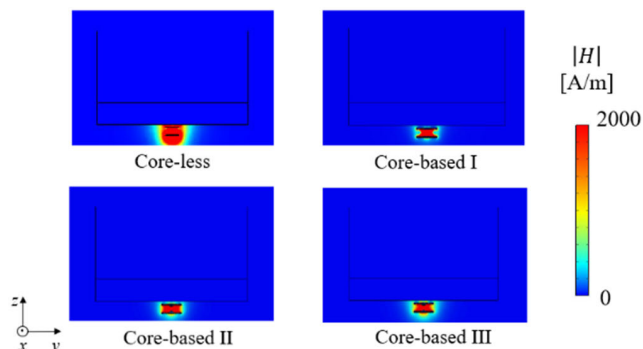 |H|
[A/m]
2000
0
Core-less
Core-based I
Core-based II
Core-based III
z
x
y